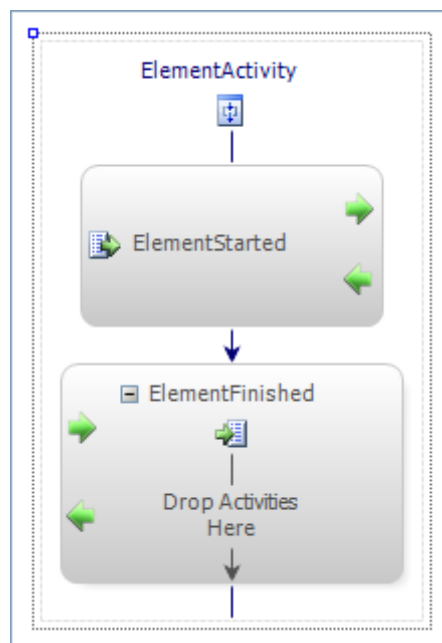 ElementActivity
ElementStarted
ElementFinished
Drop Activities
Here